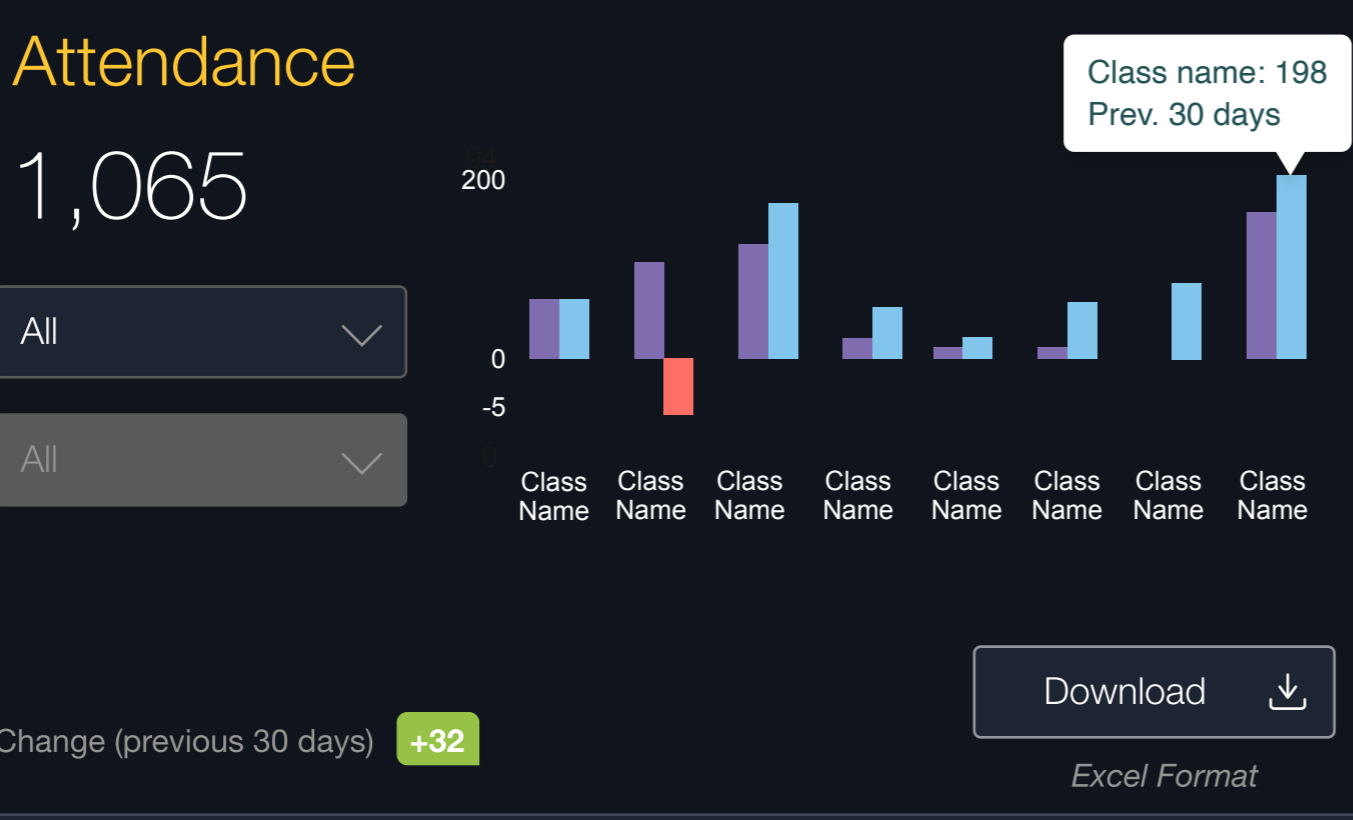 Attendance
1,065
All
All
Change (previous 30 days) +32
Class name: 198
Prev. 30 days
94
200
0
-5
0
Class Name
Class Name
Class Name
Class Name
Class Name
Class Name
Class Name
Class Name
Download
Excel Format